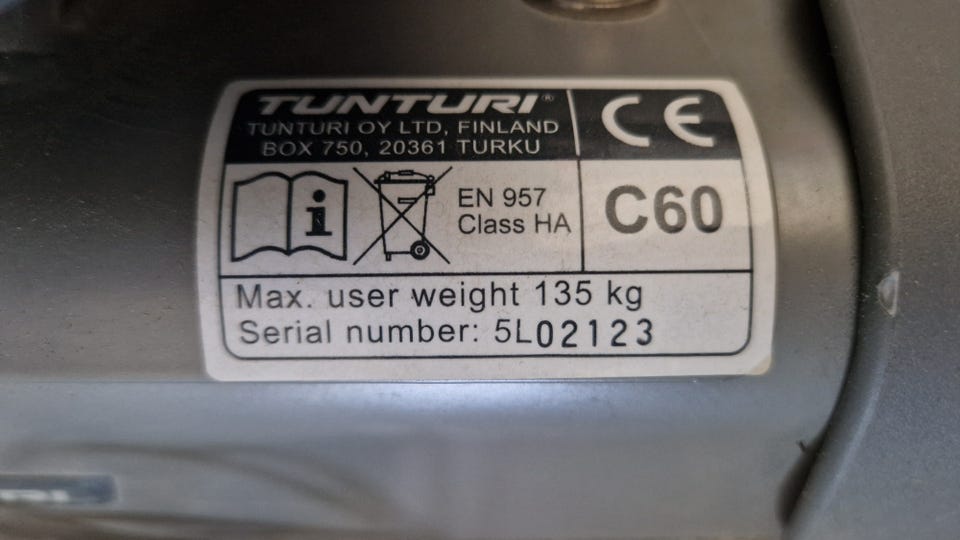 TUNTURI®
TUNTURI OY LTD, FINLAND
BOX 750, 20361 TURKU
CE
i
EN 957
Class HA
C60
Max. user weight 135 kg
Serial number: 5L02123